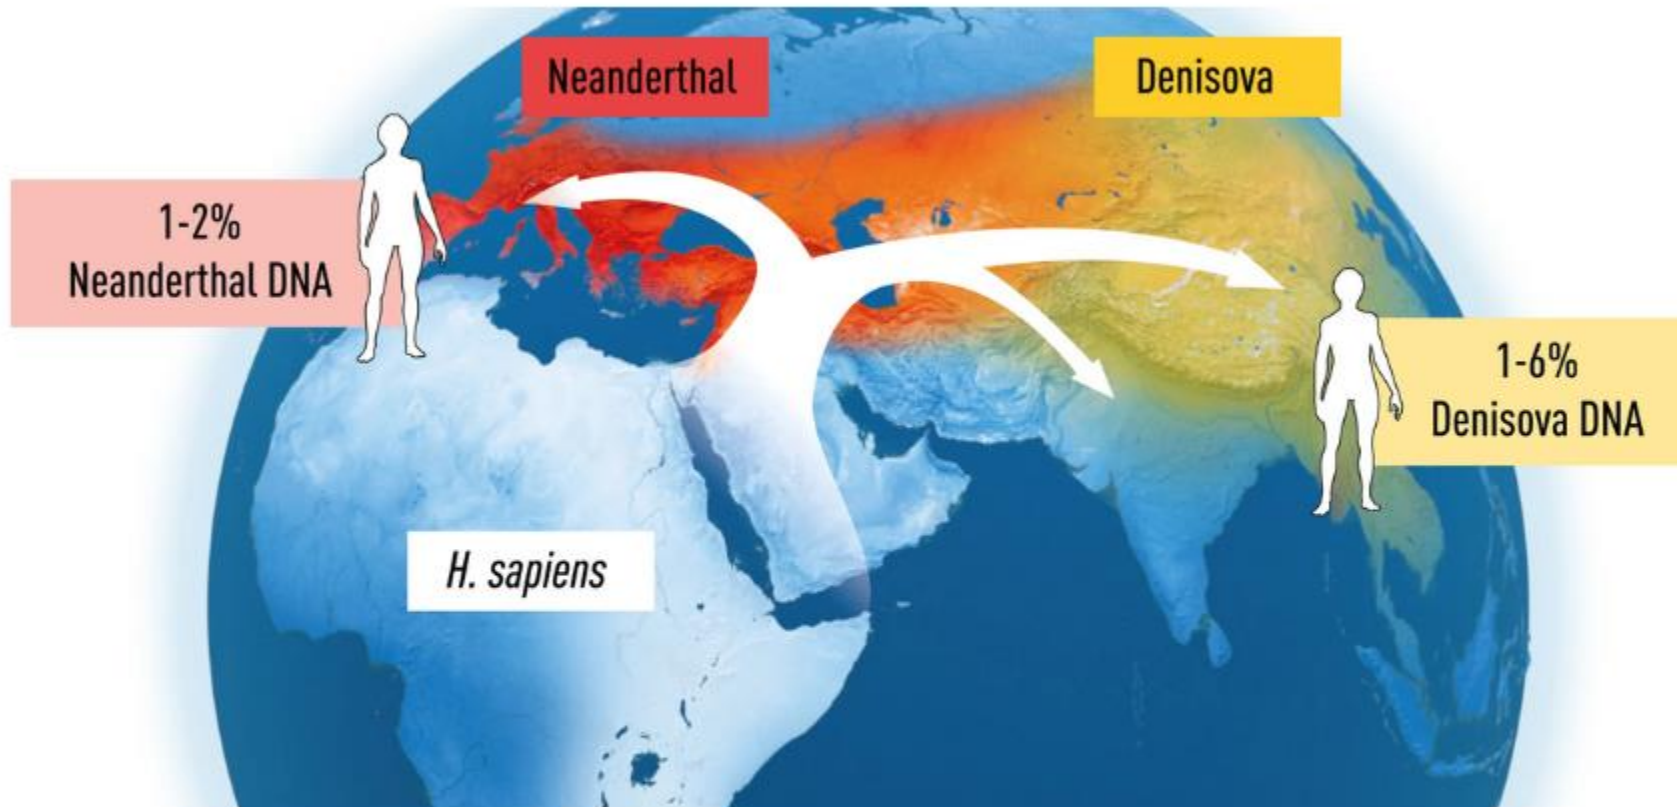 Neanderthal
Denisova
1-2%
Neanderthal DNA
1-6%
Denisova DNA
H. sapiens